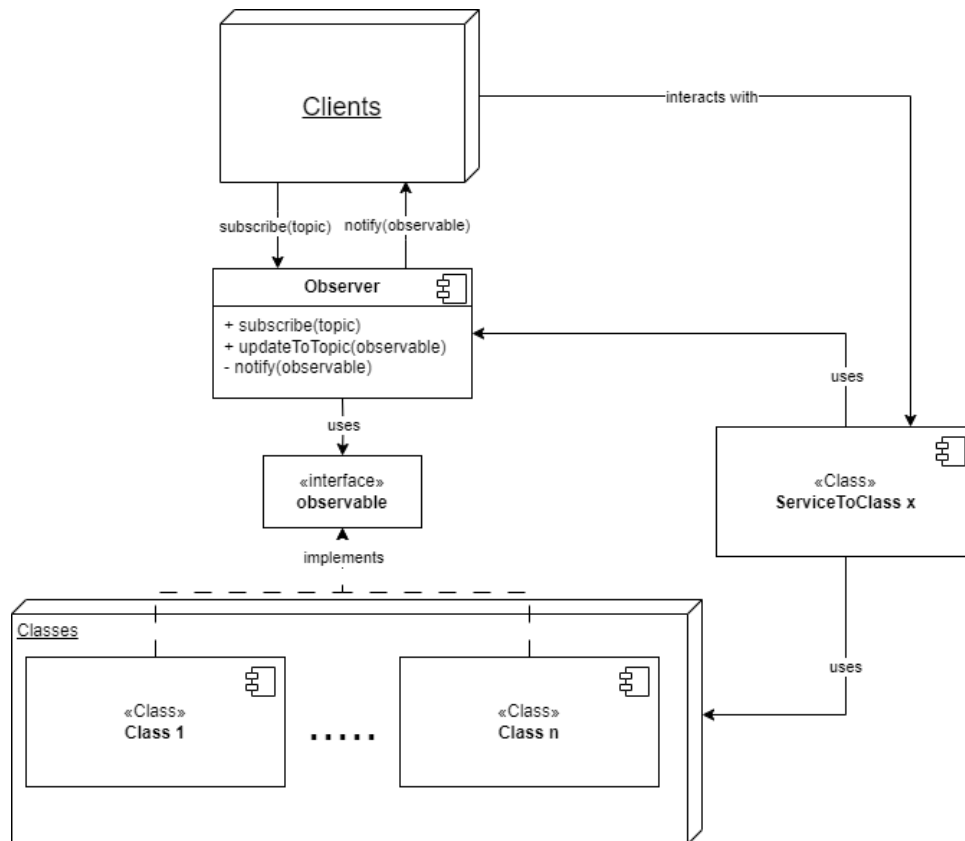 Clients
interacts with
subscribe(topic)
notify(observable)
Observer
+ subscribe(topic)
+ updateToTopic(observable)
- notify(observable)
uses
uses
«interface»
observable
«Class»
ServiceToClass x
implements
Classes
uses
«Class»
Class 1
.....
«Class»
Class n